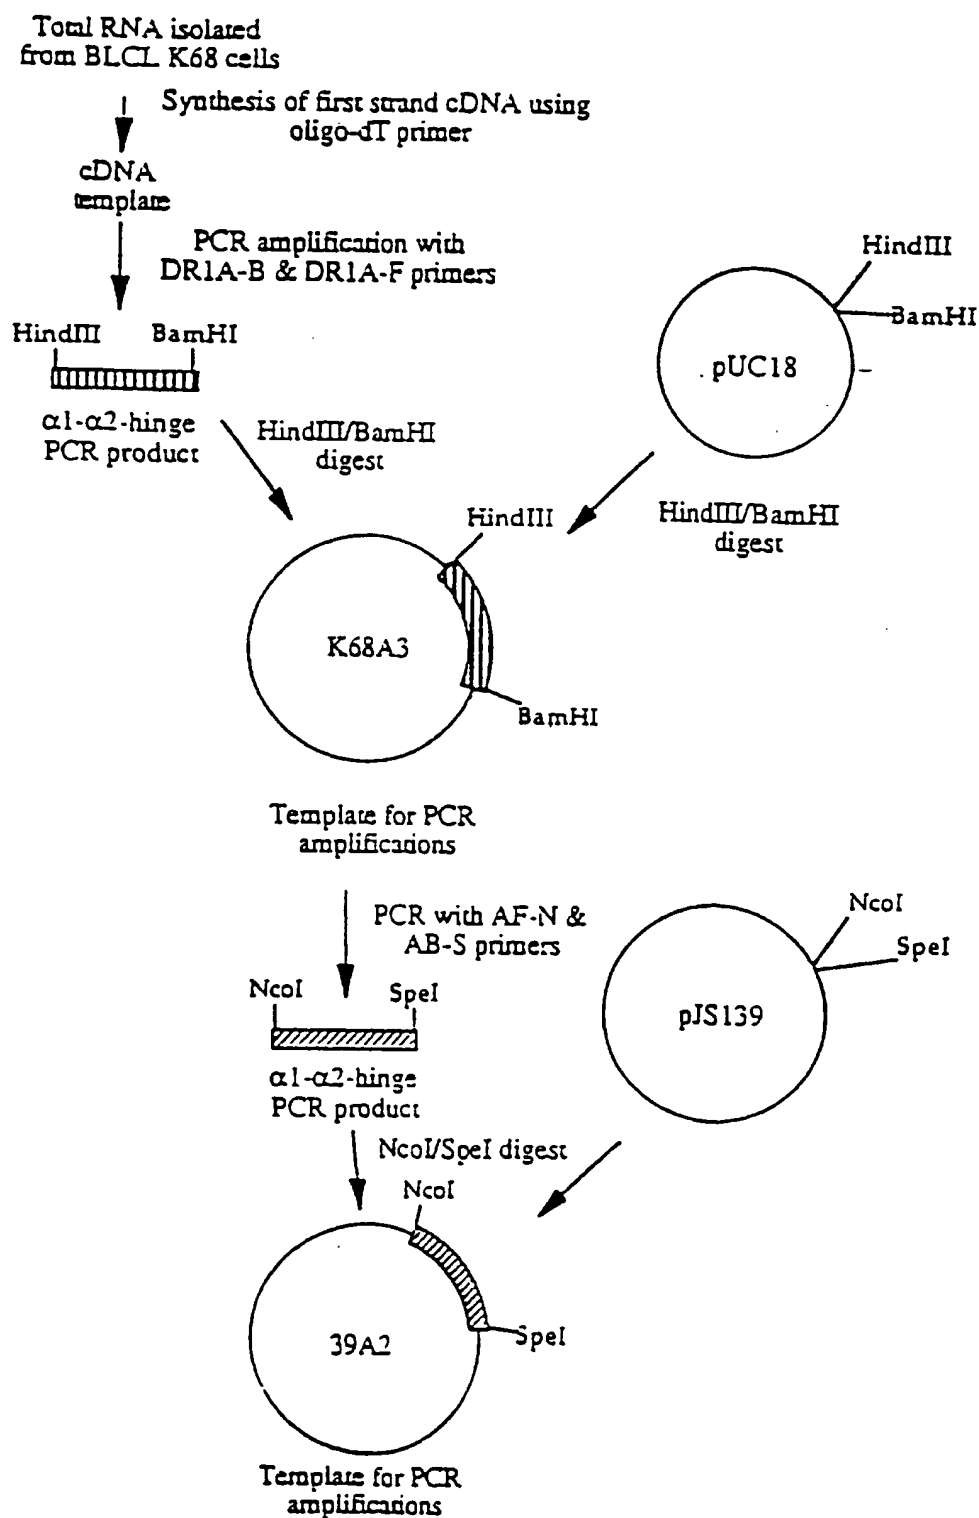 Total RNA isolated
from BLCL K68 cells
Synthesis of first strand cDNA using
oligo-dT primer
cDNA
template
PCR amplification with
DR1A-B & DR1A-F primers
HindIII
BamHI
HindIII
BamHI
pUC18
α1-α2-hinge
PCR product
HindIII/BamHI
digest
HindIII/BamHI
digest
HindIII
K68A3
BamHI
Template for PCR
amplifications
PCR with AF-N &
AB-S primers
NcoI
SpeI
NcoI
SpeI
pJS139
α1-α2-hinge
PCR product
NcoI/SpeI digest
NcoI
39A2
SpeI
Template for PCR
amplifications